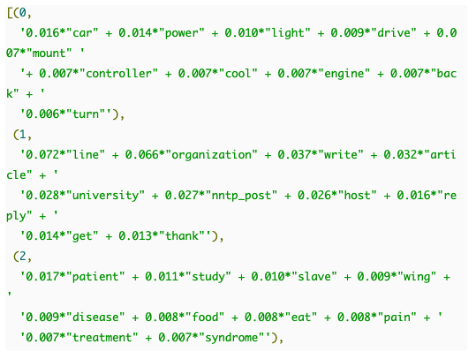 [(0,
'0.016*"car" + 0.014*"power" + 0.010*"light" + 0.009*"drive" + 0.0
07*"mount" '
'+ 0.007*"controller" + 0.007*"cool" + 0.007*"engine" + 0.007*"bac
k" + '
'0.006*"turn"'),
(1,
'0.072*"line" + 0.066*"organization" + 0.037*"write" + 0.032*"arti
cle" + '
'0.028*"university" + 0.027*"nntp_post" + 0.026*"host" + 0.016*"re
ply" + '
'0.014*"get" + 0.013*"thank"'),
(2,
'0.017*"patient" + 0.011*"study" + 0.010*"slave" + 0.009*"wing" +
'
'0.009*"disease" + 0.008*"food" + 0.008*"eat" + 0.008*"pain" + '
'0.007*"treatment" + 0.007*"syndrome"'),